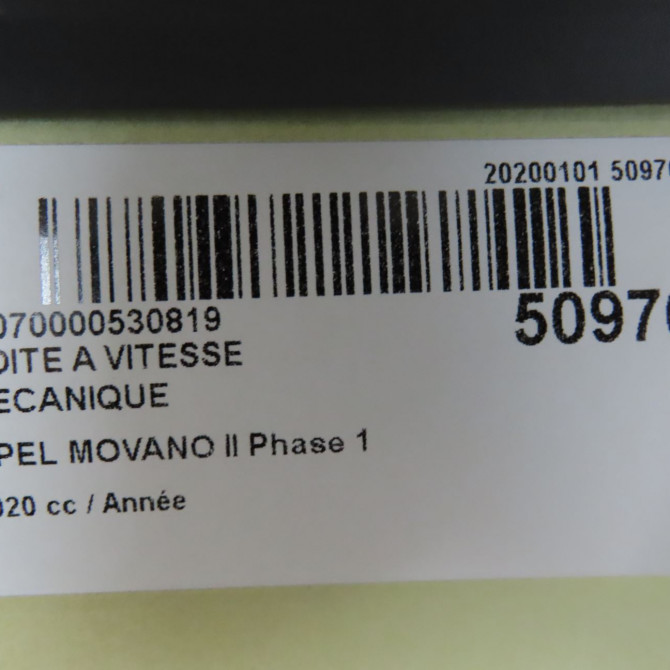 20200101 5097
070000530819
5097
OITE A VITESSE
ECANIQUE
PEL MOVANO II Phase 1
020 cc / Année